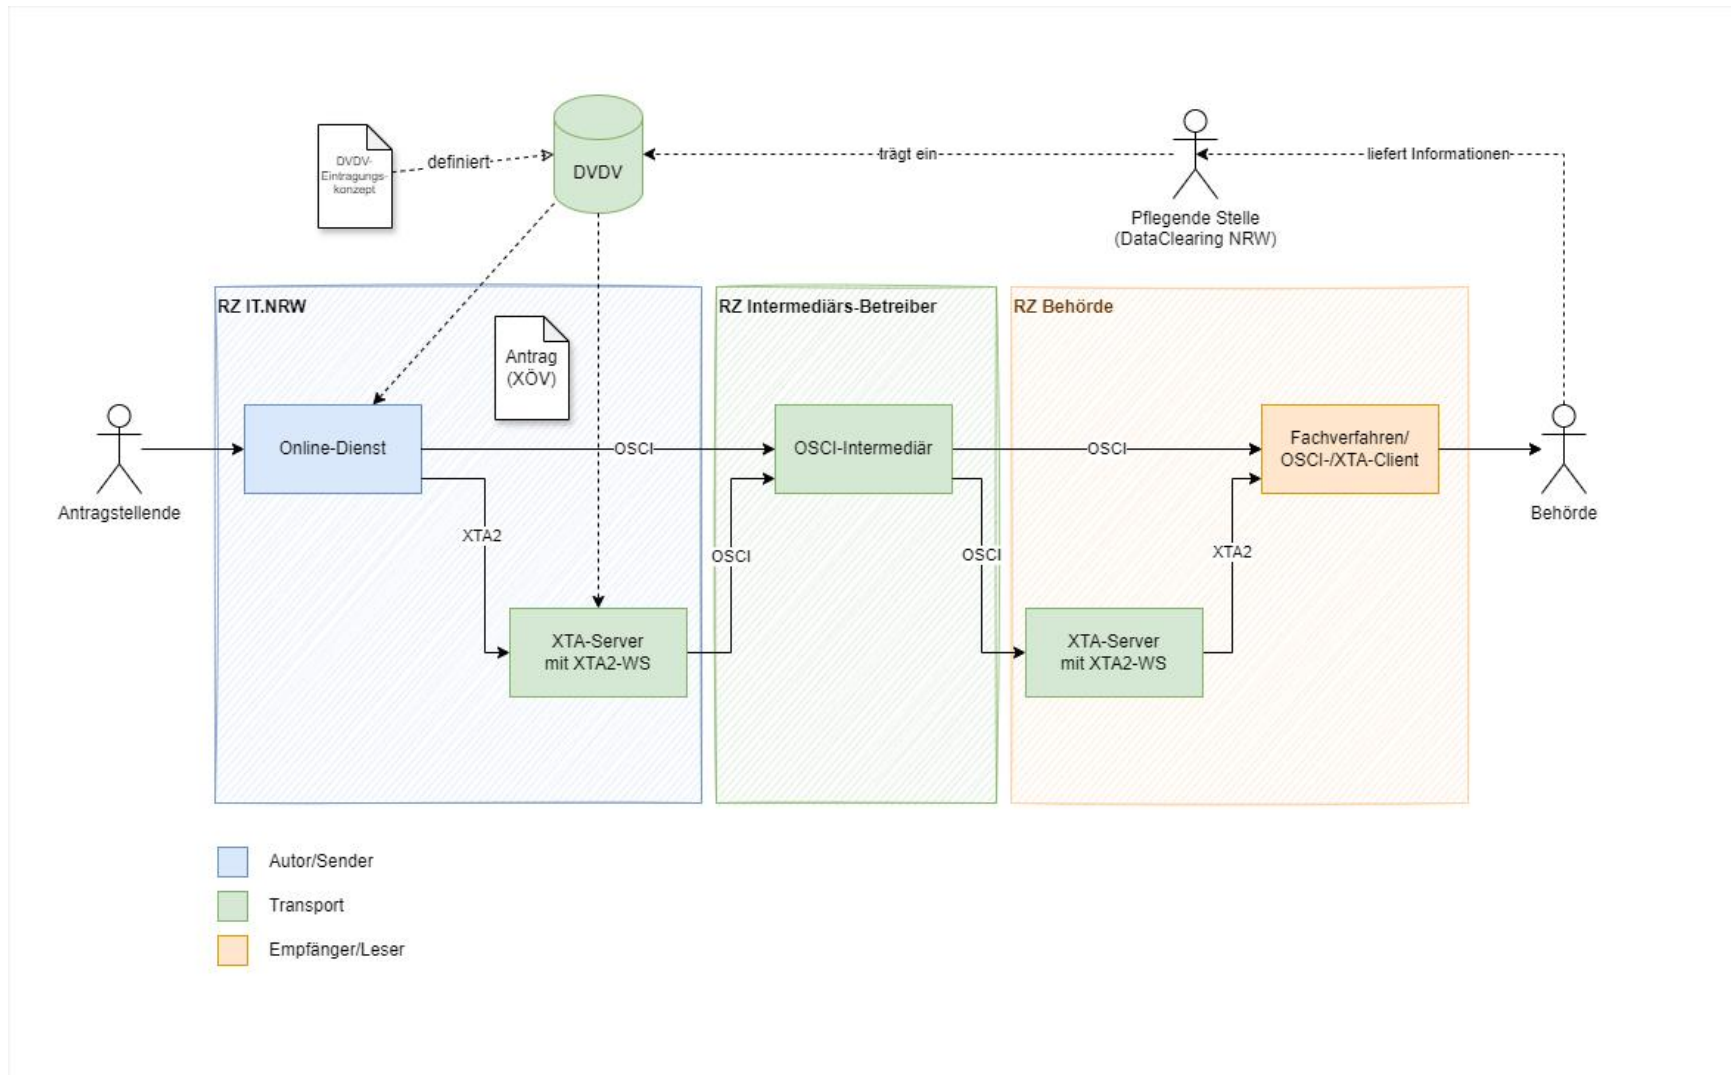 DVDV-
Eintragungs-
konzept
definiert
DVDV
trägt ein
liefert Informationen
Pflegende Stelle
(DataClearing NRW)
RZ IT.NRW
RZ Intermediärs-Betreiber
RZ Behörde
Antrag
(XÖV)
Antragstellende
Online-Dienst
OSCI
OSCI-Intermediär
OSCI
Fachverfahren/
OSCI-/XTA-Client
Behörde
XTA2
OSCI
OSCI
XTA2
XTA-Server
mit XTA2-WS
XTA-Server
mit XTA2-WS
Autor/Sender
Transport
Empfänger/Leser